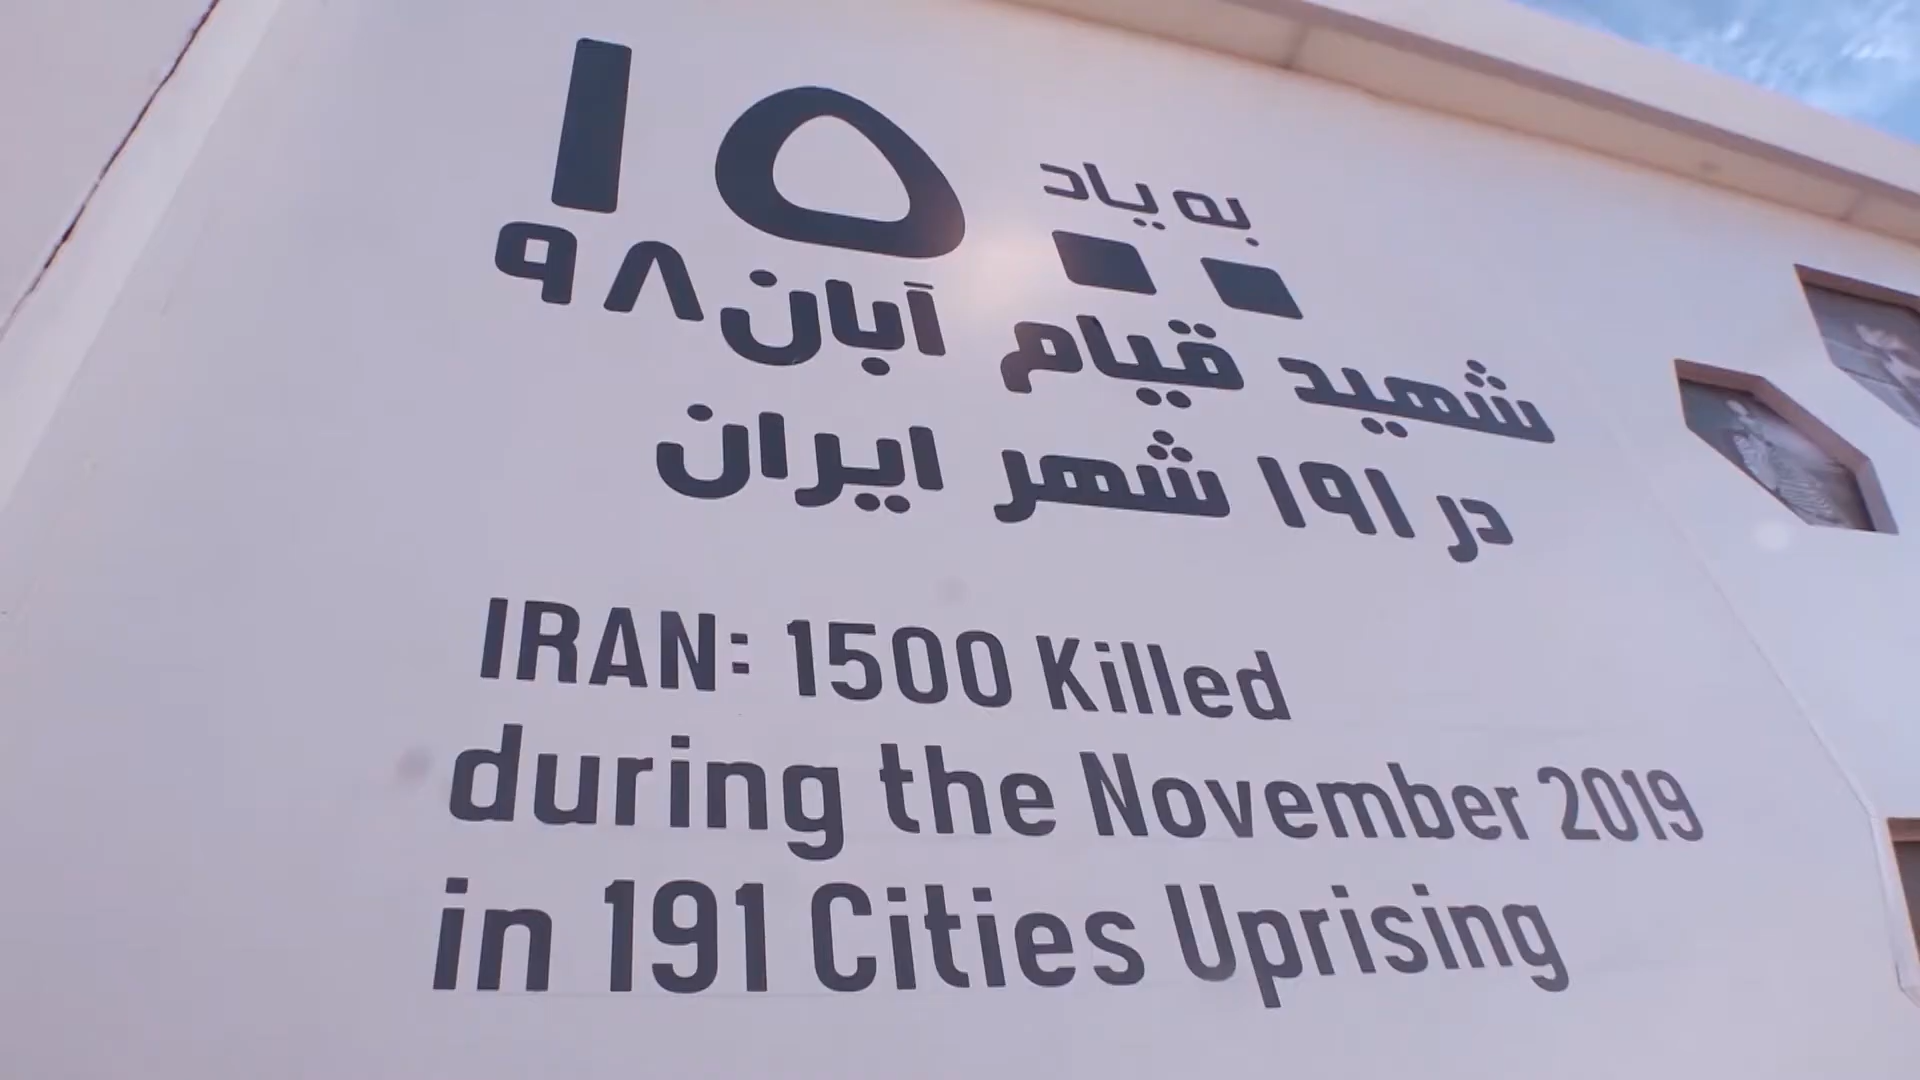 به یاد
۱۵۰۰
شهید قیام آبان ۹۸
در ۱۹۱ شهر ایران
IRAN: 1500 Killed
during the November 2019
in 191 Cities Uprising